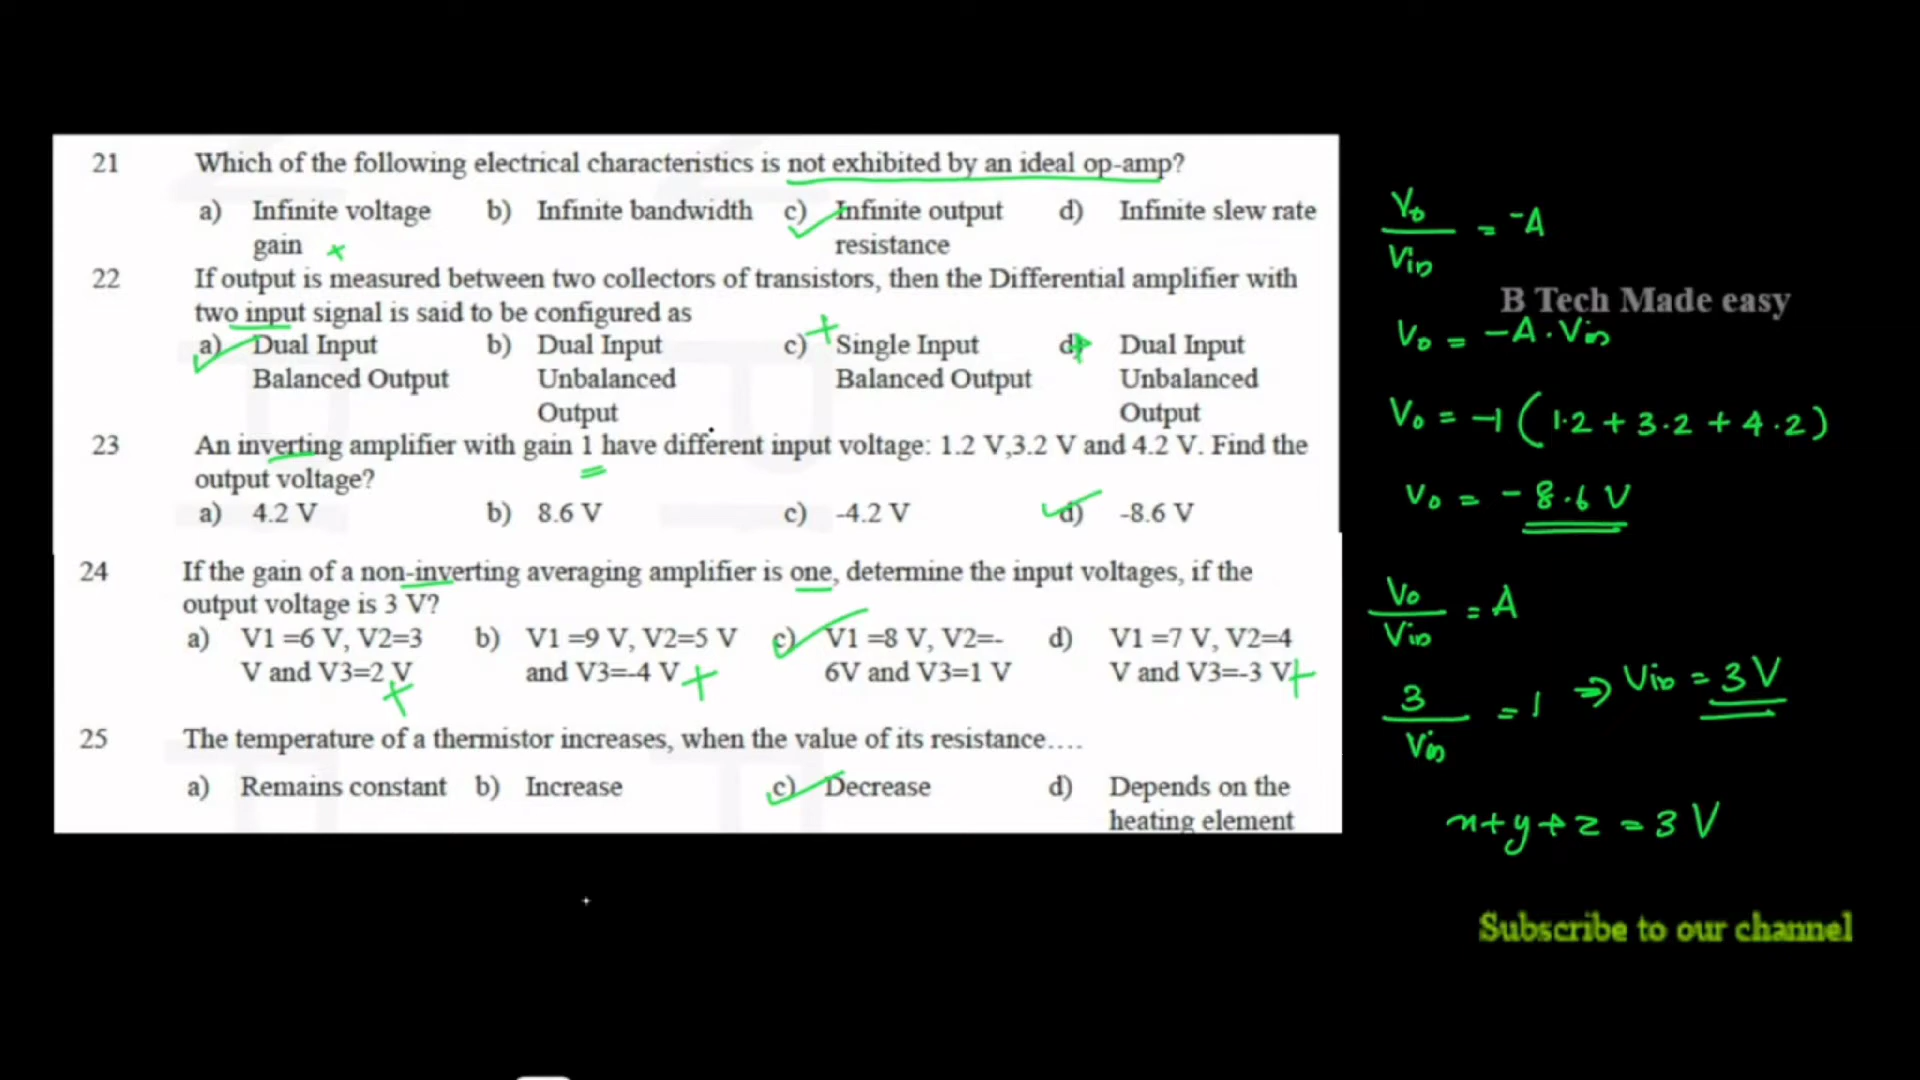 21 Which of the following electrical characteristics is not exhibited by an ideal op-amp?
a) Infinite voltage gain b) Infinite bandwidth c) Infinite output resistance d) Infinite slew rate
22 If output is measured between two collectors of transistors, then the Differential amplifier with
two input signal is said to be configured as
a) Dual Input Balanced Output b) Dual Input Unbalanced Output c) Single Input Balanced Output d) Dual Input Unbalanced Output
23 An inverting amplifier with gain 1 have different input voltage: 1.2 V,3.2 V and 4.2 V. Find the
output voltage?
a) 4.2 V b) 8.6 V c) -4.2 V d) -8.6 V
24 If the gain of a non-inverting averaging amplifier is one, determine the input voltages, if the
output voltage is 3 V?
a) V1 =6 V, V2=3 V and V3=2 V b) V1 =9 V, V2=5 V and V3=-4 V c) V1 =8 V, V2=-6V and V3=1 V d) V1 =7 V, V2=4 V and V3=-3 V
25 The temperature of a thermistor increases, when the value of its resistance….
a) Remains constant b) Increase c) Decrease d) Depends on the heating element
Vo / Vin = -A
B Tech Made easy
Vo = -A . Vin
Vo = -1 (1.2 + 3.2 + 4.2)
Vo = - 8.6 V
Vo / Vin = A
3 / Vin = 1 => Vin = 3 V
x+y+z = 3 V
Subscribe to our channel